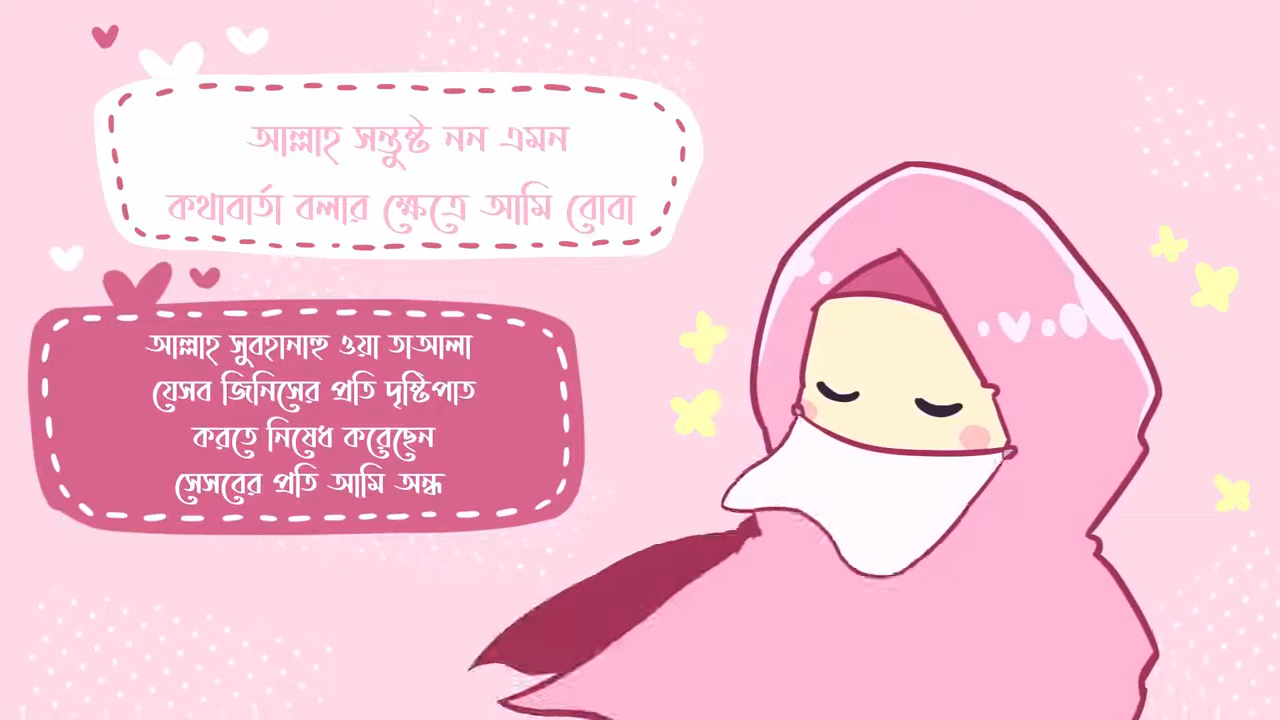 আল্লাহ সন্তুষ্ট নন এমন
কথাবার্তা বলার ক্ষেত্রে আমি বোবা
আল্লাহ সুবহানাহু ওয়া তাআলা
যেসব জিনিসের প্রতি দৃষ্টিপাত
করতে নিষেধ করেছেন
সেসবের প্রতি আমি অন্ধ